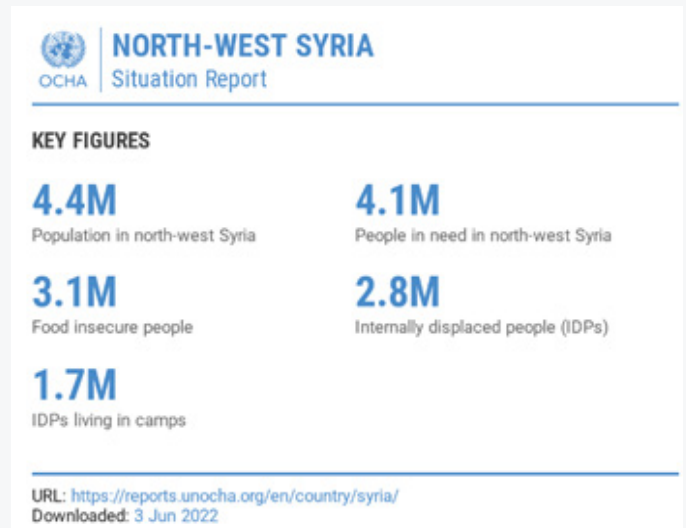 OCHA
NORTH-WEST SYRIA
Situation Report
KEY FIGURES
4.4M
Population in north-west Syria
4.1M
People in need in north-west Syria
3.1M
Food insecure people
2.8M
Internally displaced people (IDPs)
1.7M
IDPs living in camps
URL: https://reports.unocha.org/en/country/syria/
Downloaded: 3 Jun 2022